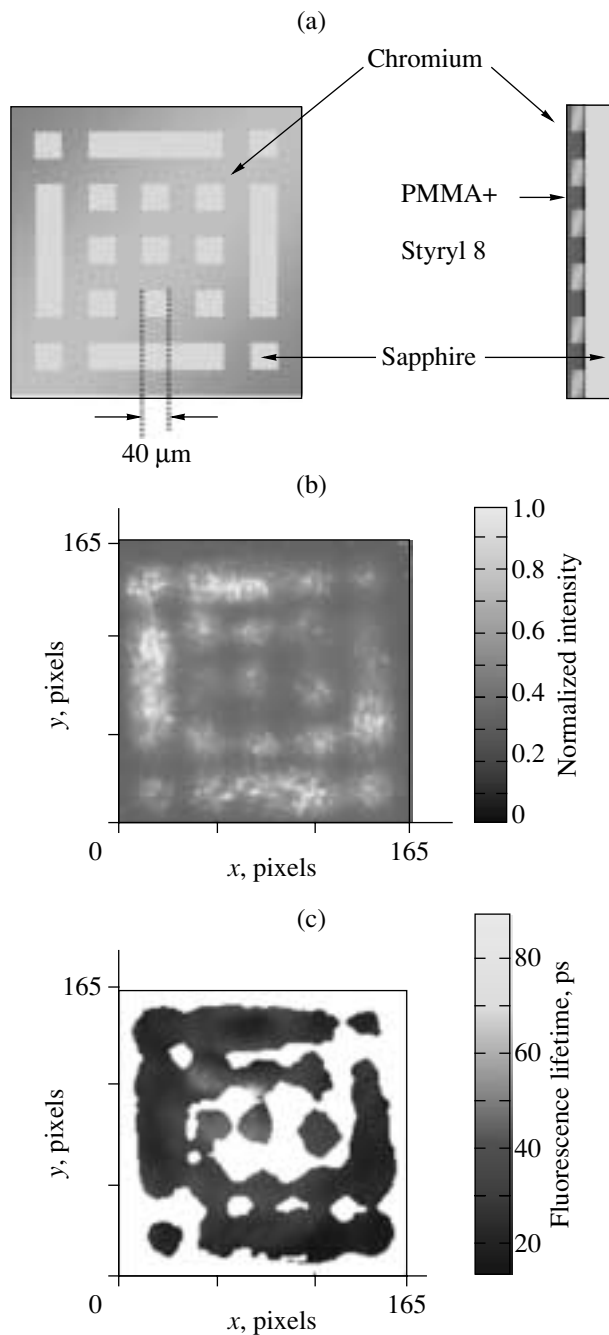 (a)
Chromium
PMMA+
Styryl 8
Sapphire
40 μm
(b)
165
y, pixels
0
x, pixels
165
1.0
0.8
0.6
0.4
0.2
0
Normalized intensity
(c)
165
y, pixels
0
x, pixels
165
80
60
40
20
Fluorescence lifetime, ps